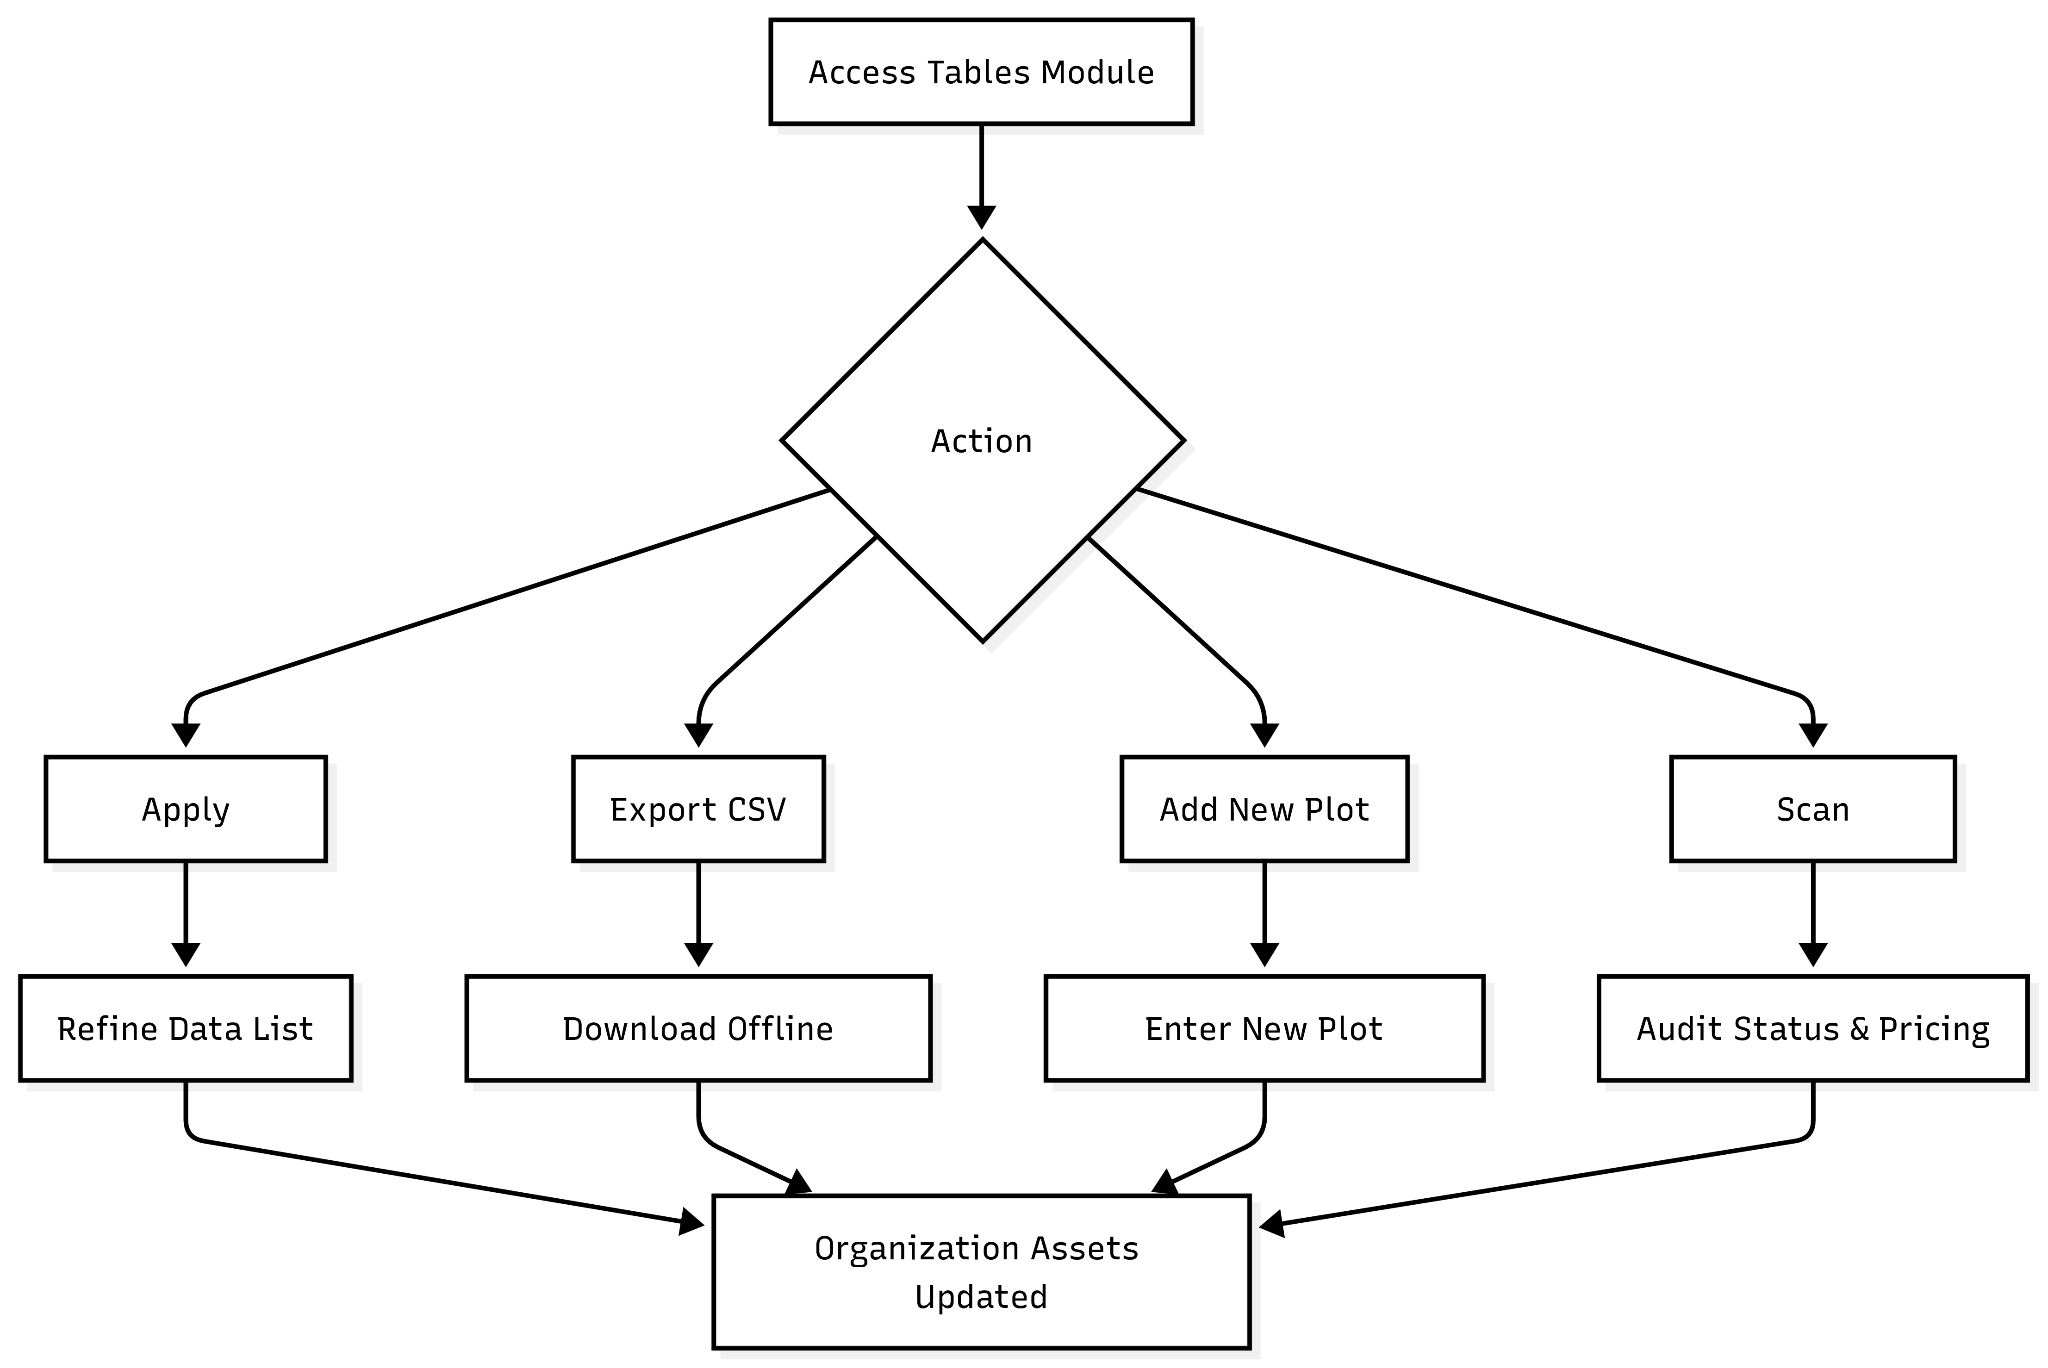 Access Tables Module
Action
Apply
Export CSV
Add New Plot
Scan
Refine Data List
Download Offline
Enter New Plot
Audit Status & Pricing
Organization Assets
Updated